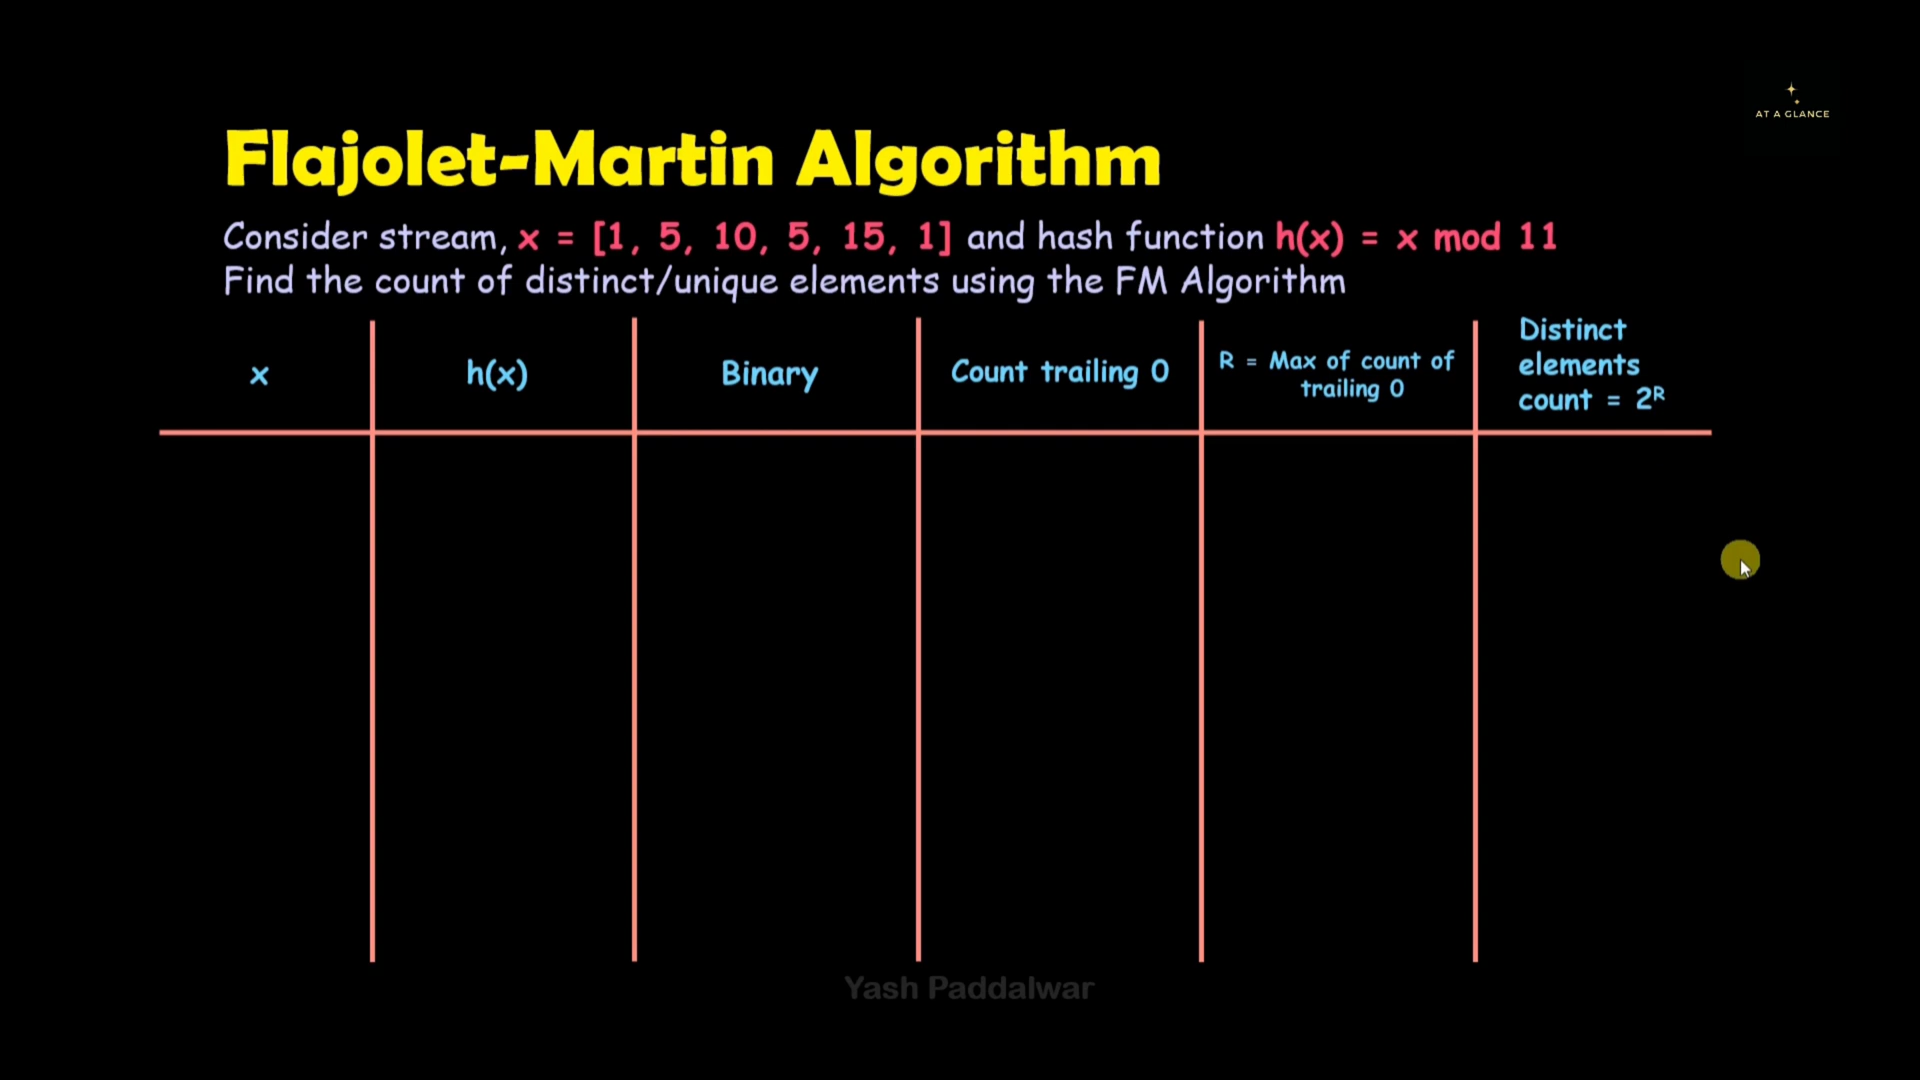 AT A GLANCE
Flajolet-Martin Algorithm
Consider stream, x = [1, 5, 10, 5, 15, 1] and hash function h(x) = x mod 11
Find the count of distinct/unique elements using the FM Algorithm
x
h(x)
Binary
Count trailing 0
R = Max of count of
trailing 0
Distinct
elements
count = 2ᴿ
Yash Paddalwar